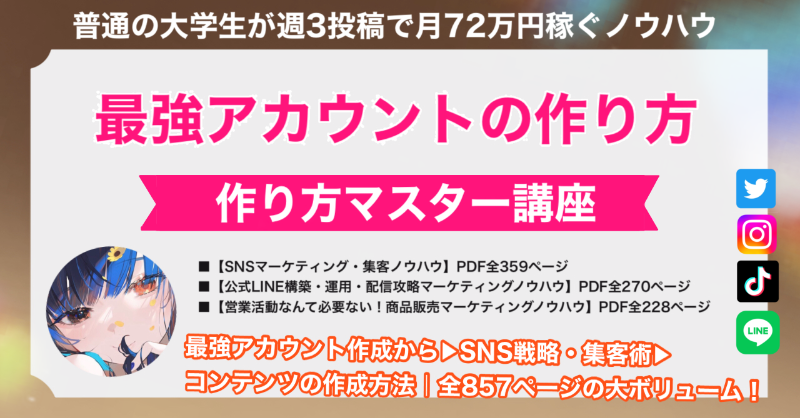 普通の大学生が週3投稿で月72万円稼ぐノウハウ
最強アカウントの作り方
作り方マスター講座
■【SNSマーケティング・集客ノウハウ】PDF全359ページ
■【公式LINE構築・運用・配信攻略マーケティングノウハウ】PDF全270ページ
■【営業活動なんて必要ない！商品販売マーケティングノウハウ】PDF全228ページ
最強アカウント作成から▶SNS戦略・集客術▶
コンテンツの作成方法｜全857ページの大ボリューム！
LINE